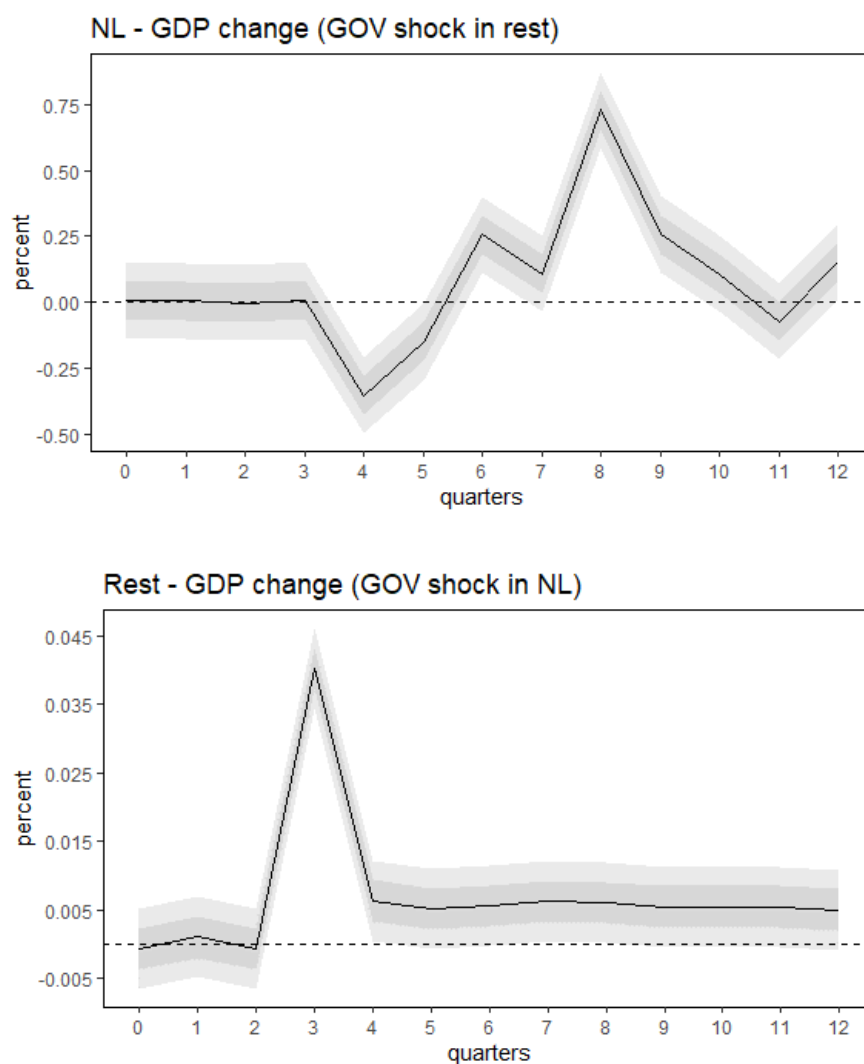 NL - GDP change (GOV shock in rest)
0.75
0.50
0.25
0.00
-0.25
-0.50
percent
0 1 2 3 4 5 6 7 8 9 10 11 12
quarters
Rest - GDP change (GOV shock in NL)
0.045
0.035
0.025
0.015
0.005
-0.005
percent
0 1 2 3 4 5 6 7 8 9 10 11 12
quarters